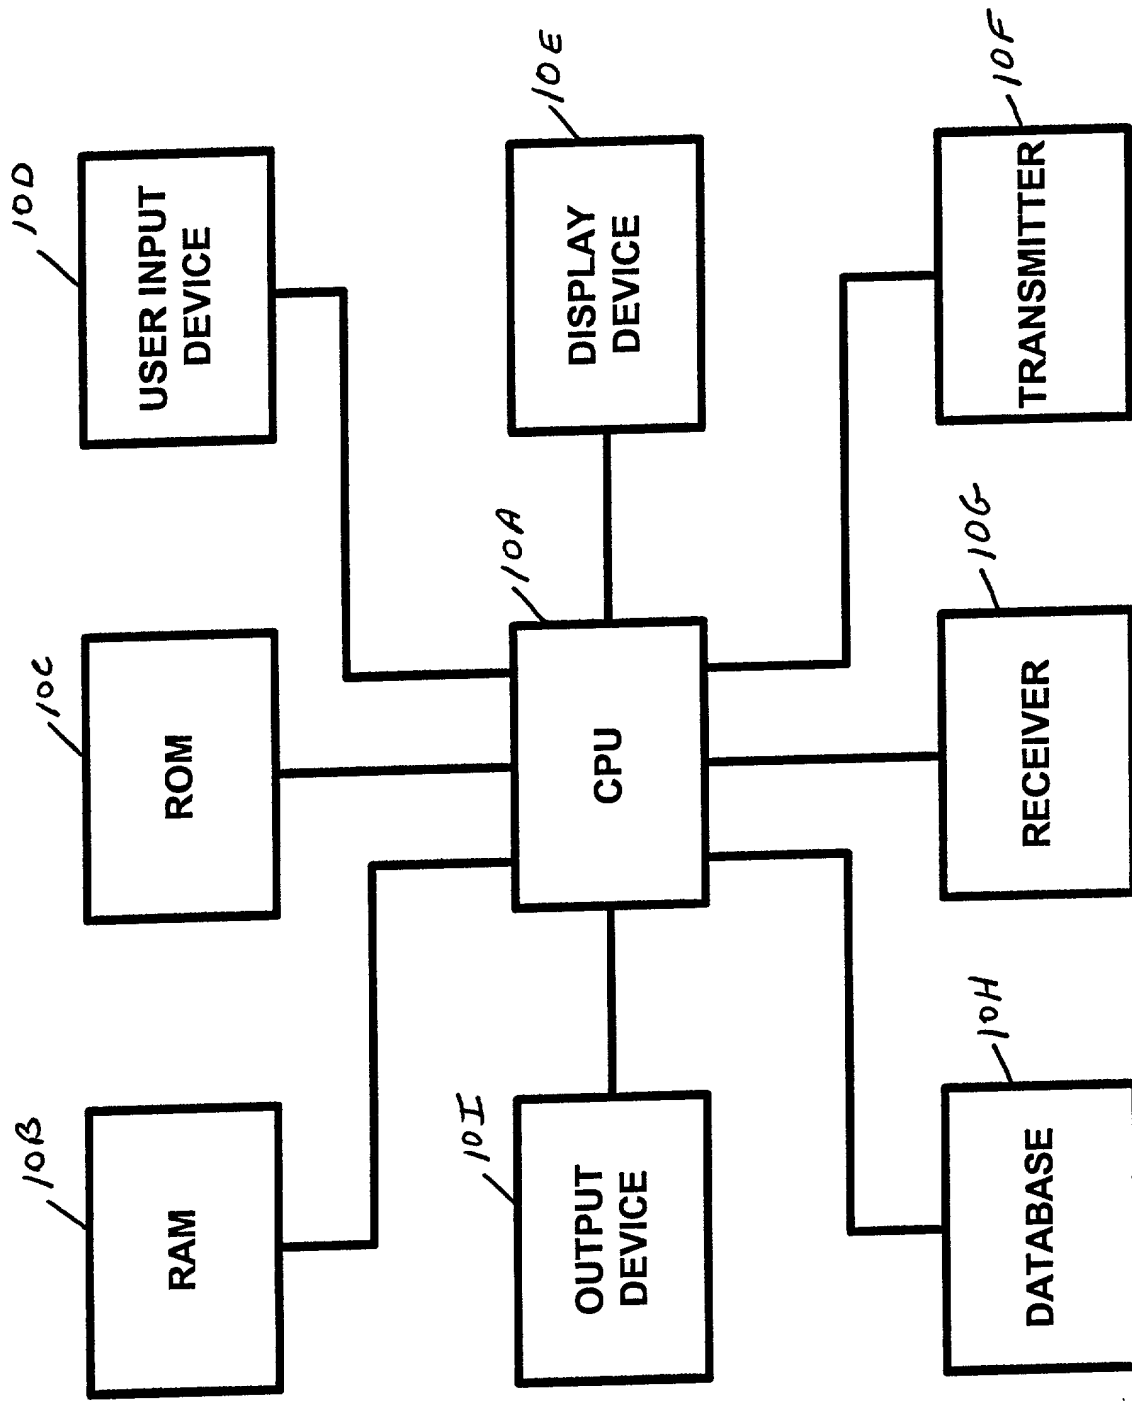 10B
RAM
10C
ROM
10D
USER INPUT
DEVICE
10I
OUTPUT
DEVICE
10A
CPU
10E
DISPLAY
DEVICE
10H
DATABASE
10G
RECEIVER
10F
TRANSMITTER